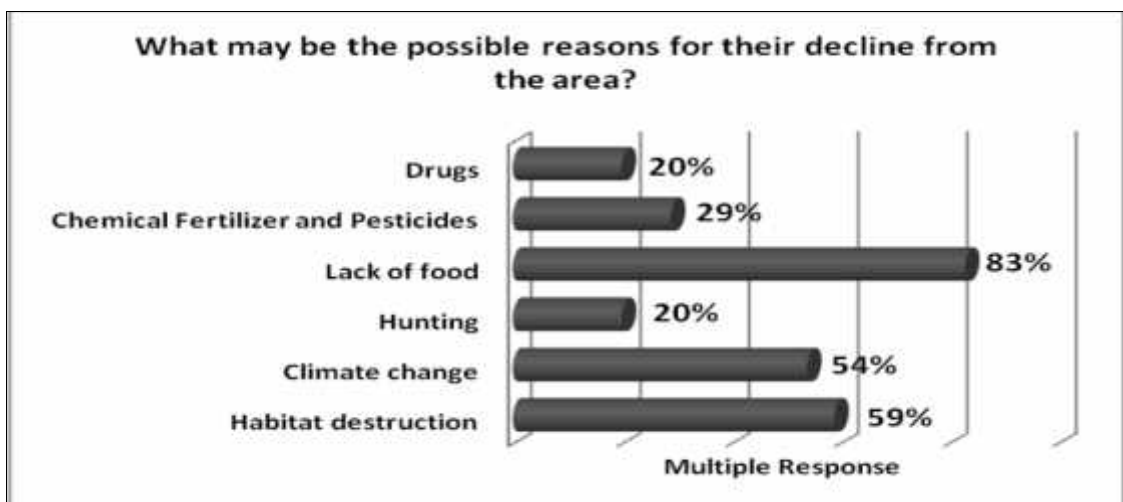 What may be the possible reasons for their decline from
the area?
Drugs
20%
Chemical Fertilizer and Pesticides
29%
Lack of food
83%
Hunting
20%
Climate change
54%
Habitat destruction
59%
Multiple Response